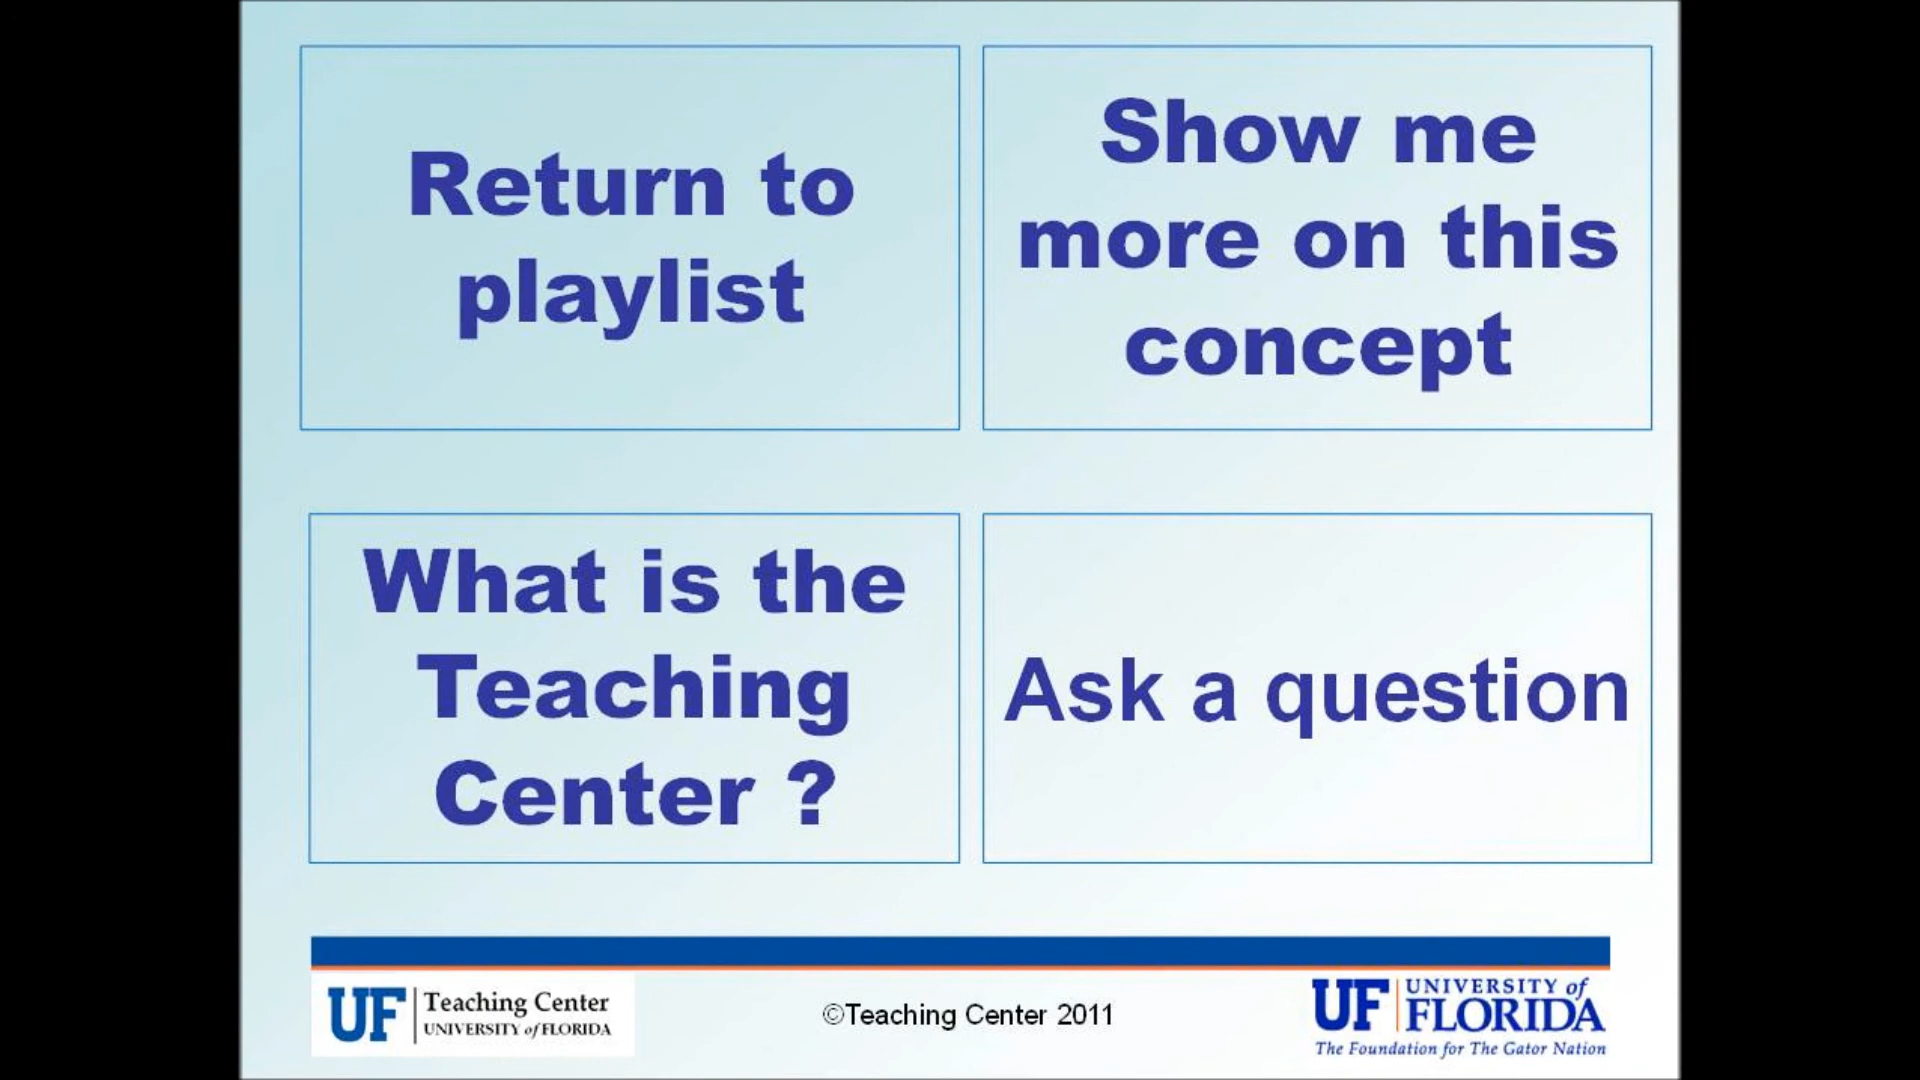 Return to
playlist
Show me
more on this
concept
What is the
Teaching
Center ?
Ask a question
UF Teaching Center
UNIVERSITY of FLORIDA
©Teaching Center 2011
UF UNIVERSITY of
FLORIDA
The Foundation for The Gator Nation